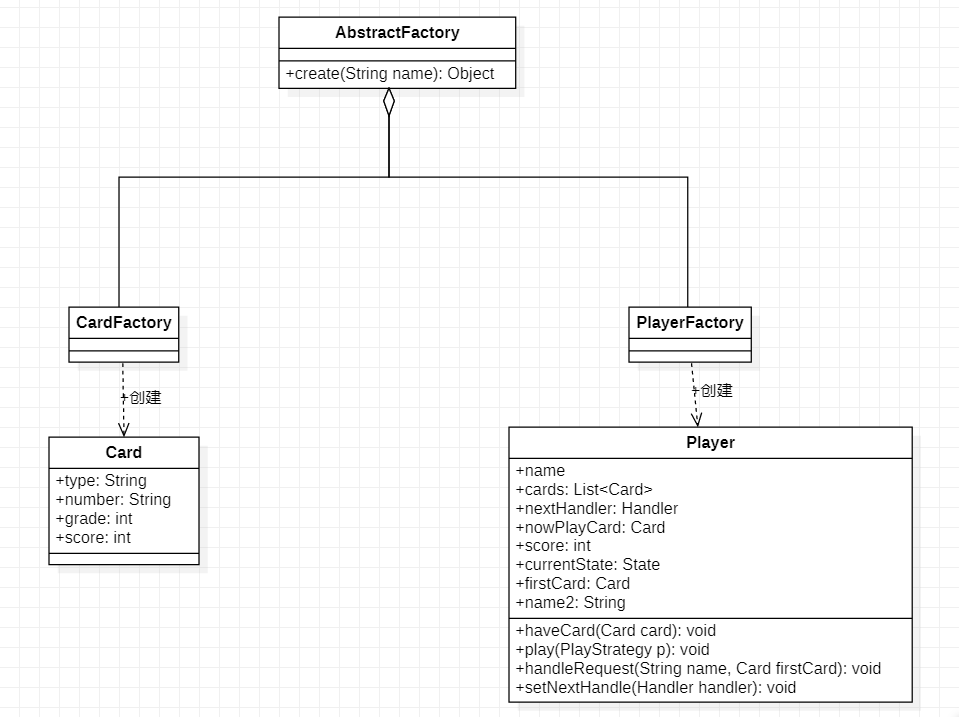 AbstractFactory
+create(String name): Object
CardFactory
PlayerFactory
+创建
+创建
Card
+type: String
+number: String
+grade: int
+score: int
Player
+name
+cards: List<Card>
+nextHandler: Handler
+nowPlayCard: Card
+score: int
+currentState: State
+firstCard: Card
+name2: String
+haveCard(Card card): void
+play(PlayStrategy p): void
+handleRequest(String name, Card firstCard): void
+setNextHandle(Handler handler): void